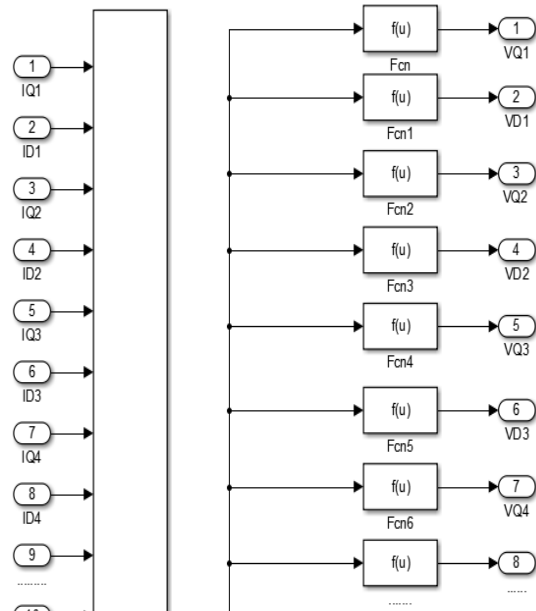 1
IQ1
2
ID1
3
IQ2
4
ID2
5
IQ3
6
ID3
7
IQ4
8
ID4
9
.........
10
f(u)
Fcn
1
VQ1
f(u)
Fcn1
2
VD1
f(u)
Fcn2
3
VQ2
f(u)
Fcn3
4
VD2
f(u)
Fcn4
5
VQ3
f(u)
Fcn5
6
VD3
f(u)
Fcn6
7
VQ4
f(u)
.......
8
......